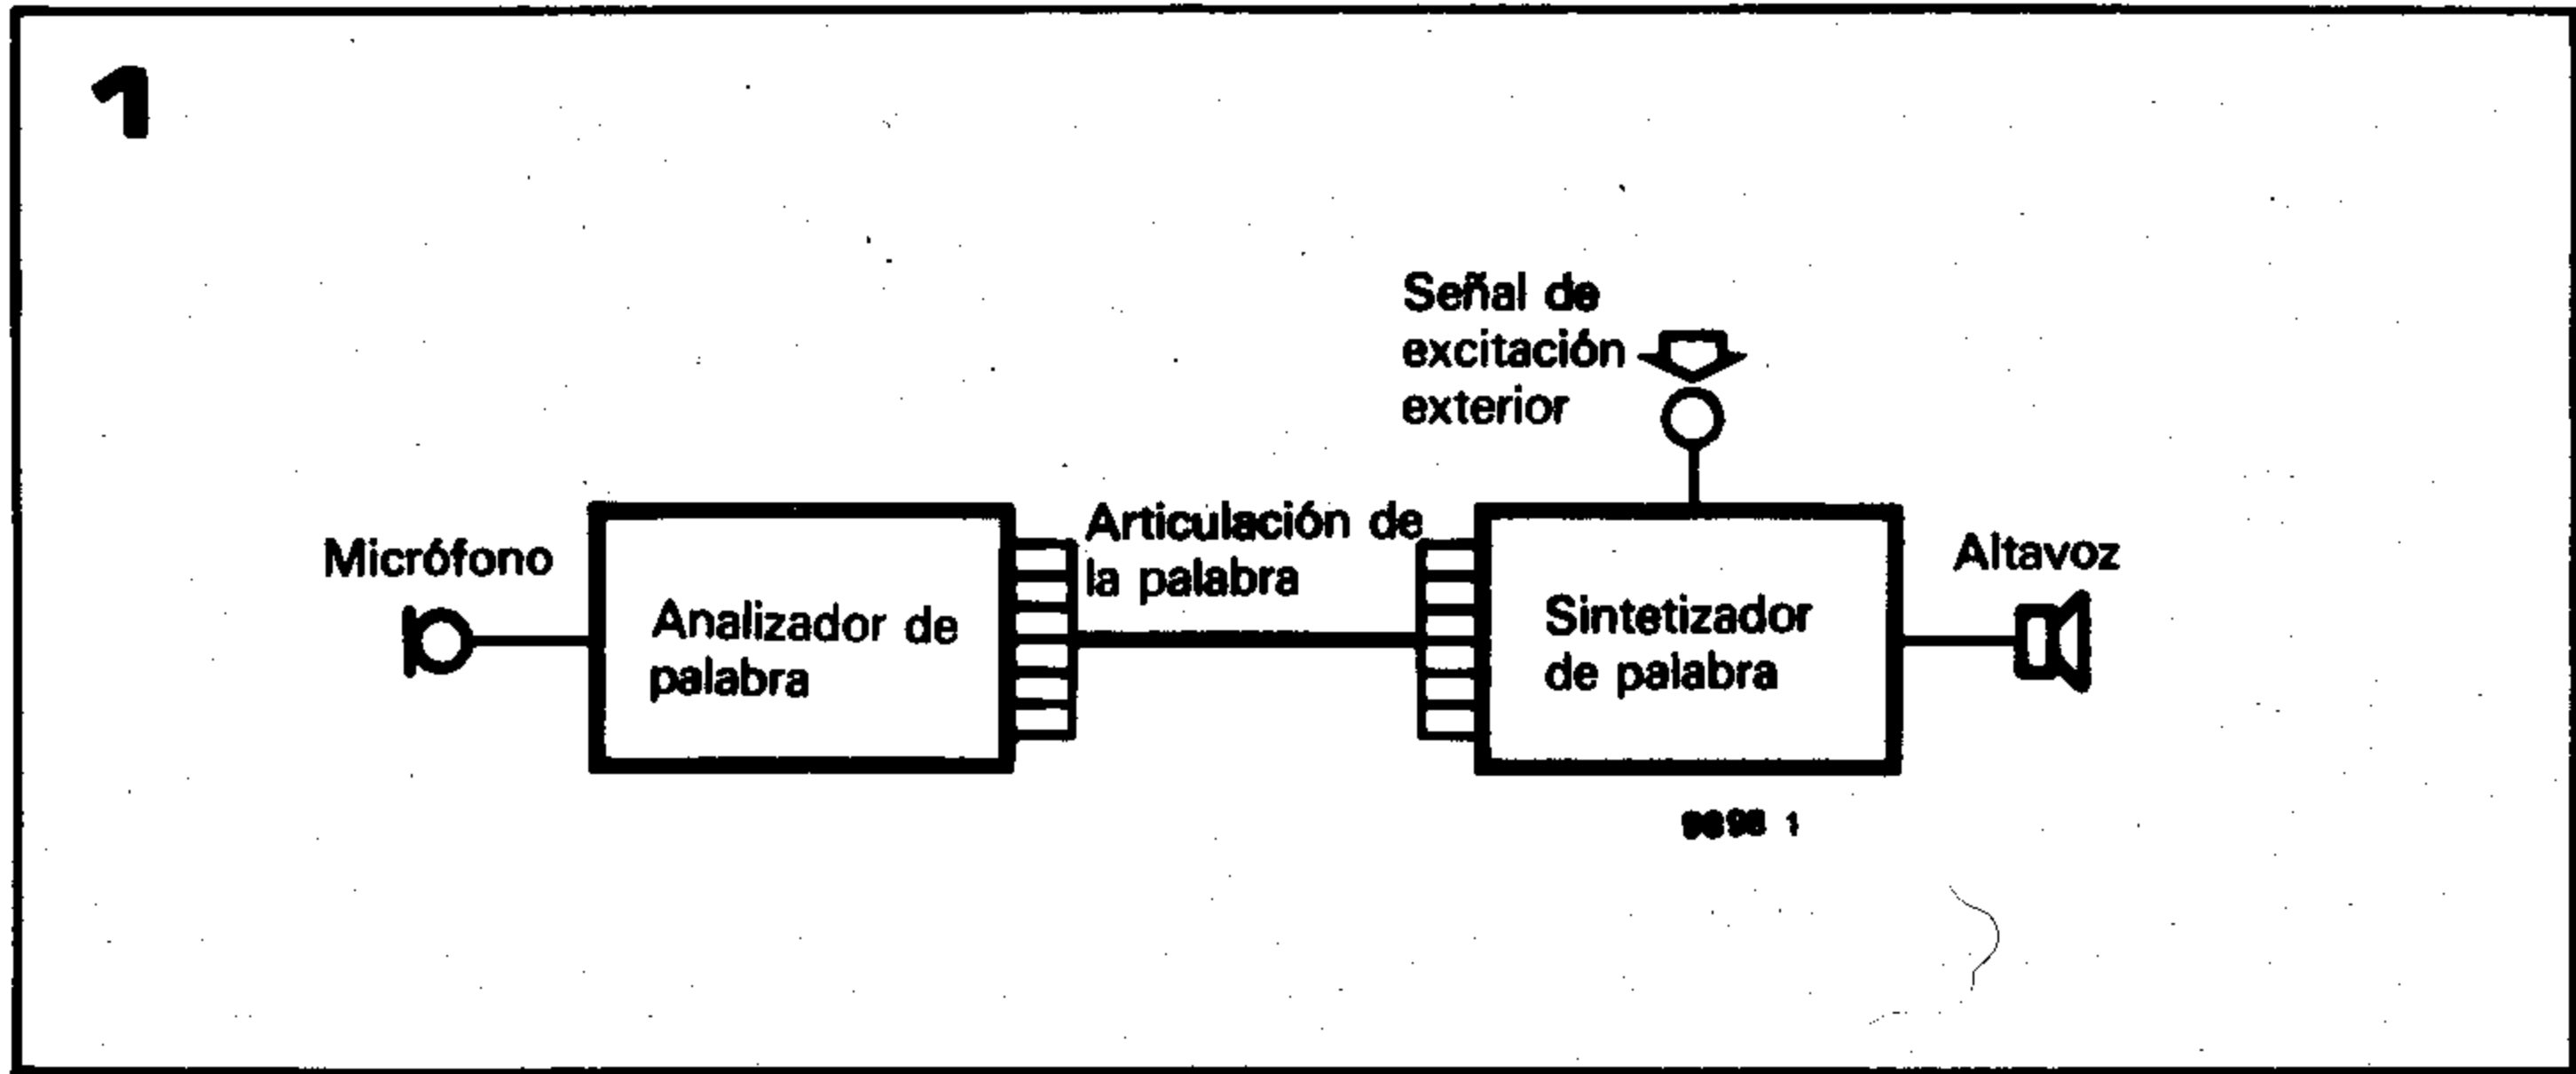 1
Señal de
excitación
exterior
Micrófono
Analizador de
palabra
Articulación de
la palabra
Sintetizador
de palabra
Altavoz
1